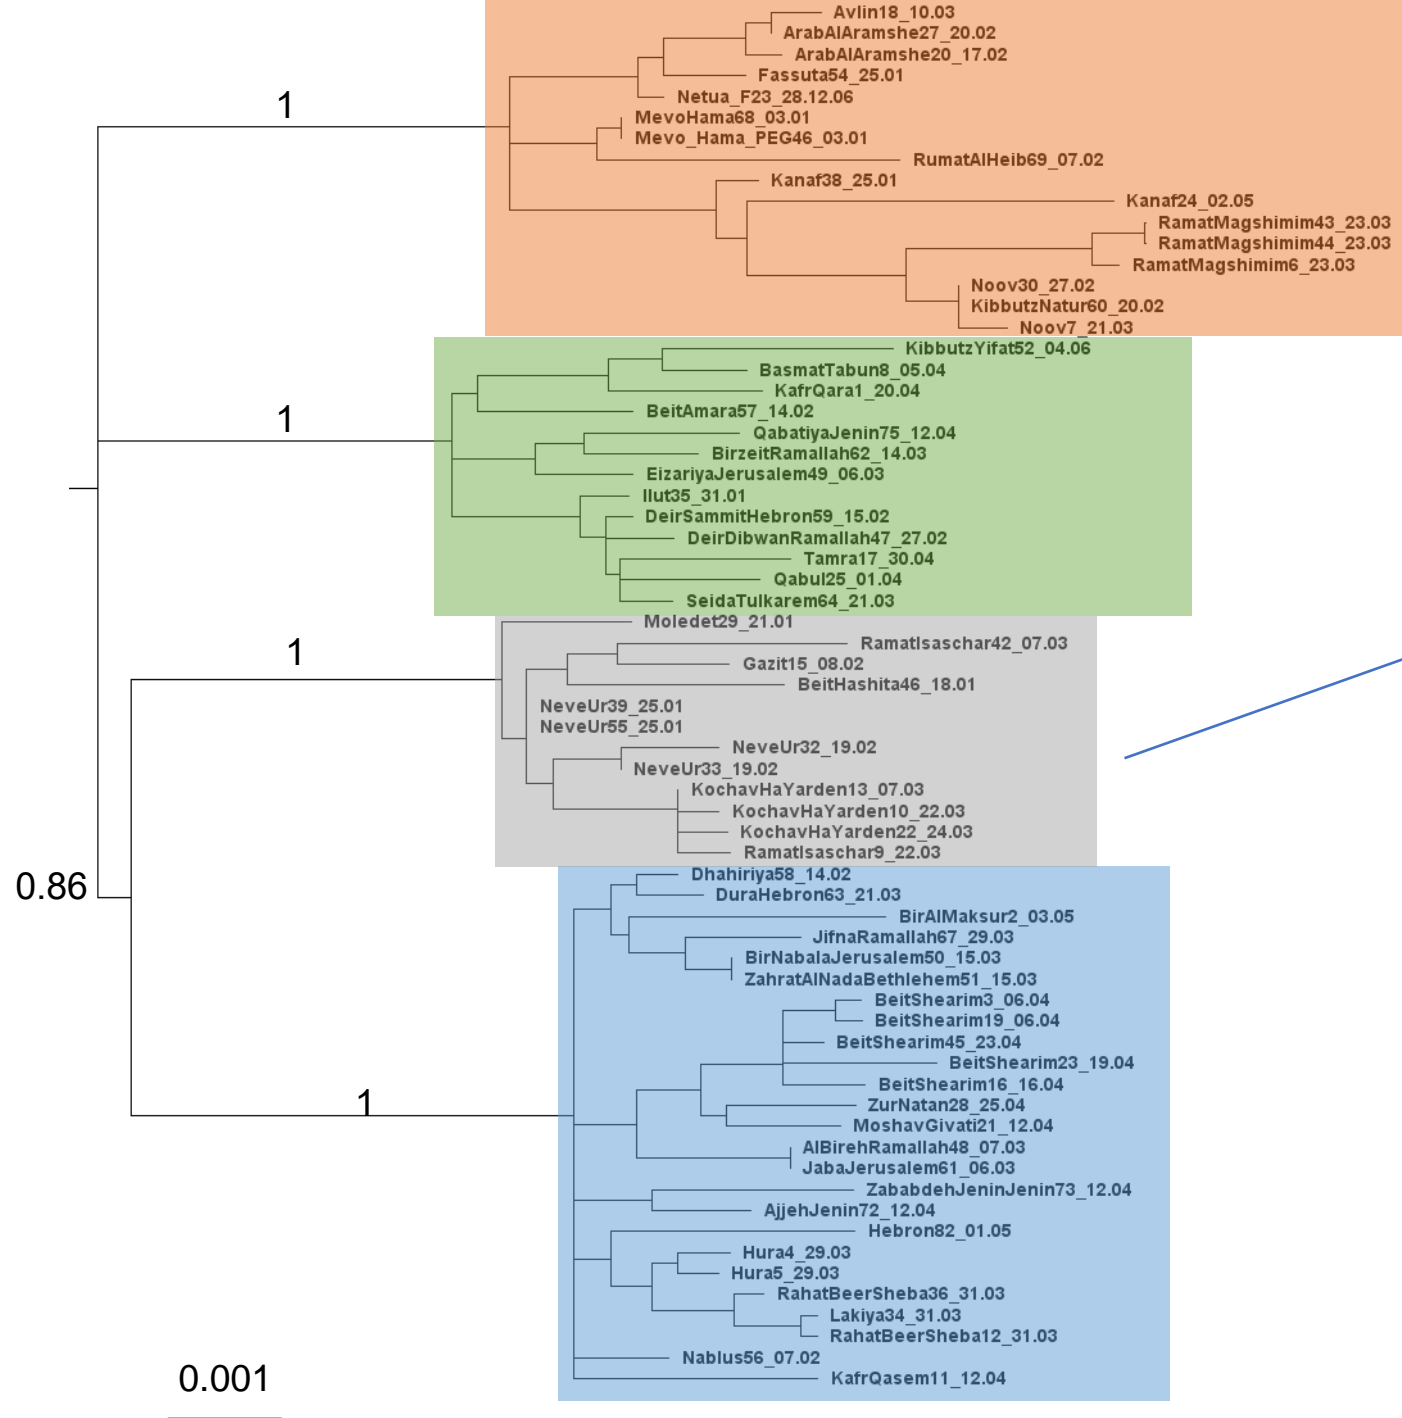 Avlin18_10.03
ArabAlAramshe27_20.02
ArabAlAramshe20_17.02
Fassuta54_25.01
Netua_F23_28.12.06
1
MevoHama68_03.01
Mevo_Hama_PEG46_03.01
RumatAlHeib69_07.02
Kanaf38_25.01
Kanaf24_02.05
RamatMagshimim43_23.03
RamatMagshimim44_23.03
RamatMagshimim6_23.03
Noov30_27.02
KibbutzNatur60_20.02
Noov7_21.03
KibbutzYifat52_04.06
BasmatTabun8_05.04
KafrQara1_20.04
BeitAmara57_14.02
1
QabatiyaJenin75_12.04
BirzeitRamallah62_14.03
EizariyaJerusalem49_06.03
Ilut35_31.01
DeirSammitHebron59_15.02
DeirDibwanRamallah47_27.02
Tamra17_30.04
Qabul25_01.04
SeidaTulkarem64_21.03
Moledet29_21.01
RamatIsaschar42_07.03
1
Gazit15_08.02
BeitHashita46_18.01
NeveUr39_25.01
NeveUr55_25.01
NeveUr32_19.02
NeveUr33_19.02
KochavHaYarden13_07.03
KochavHaYarden10_22.03
KochavHaYarden22_24.03
RamatIsaschar9_22.03
Dhahiriya58_14.02
0.86
DuraHebron63_21.03
BirAlMaksur2_03.05
JifnaRamallah67_29.03
BirNabalaJerusalem50_15.03
ZahratAlNadaBethlehem51_15.03
BeitShearim3_06.04
BeitShearim19_06.04
BeitShearim45_23.04
BeitShearim23_19.04
BeitShearim16_16.04
1
ZurNatan28_25.04
MoshavGivati21_12.04
AlBirehRamallah48_07.03
JabaJerusalem61_06.03
ZababdehJeninJenin73_12.04
AjjehJenin72_12.04
Hebron82_01.05
Hura4_29.03
Hura5_29.03
RahatBeerSheba36_31.03
Lakiya34_31.03
RahatBeerSheba12_31.03
Nablus56_07.02
KafrQasem11_12.04
0.001